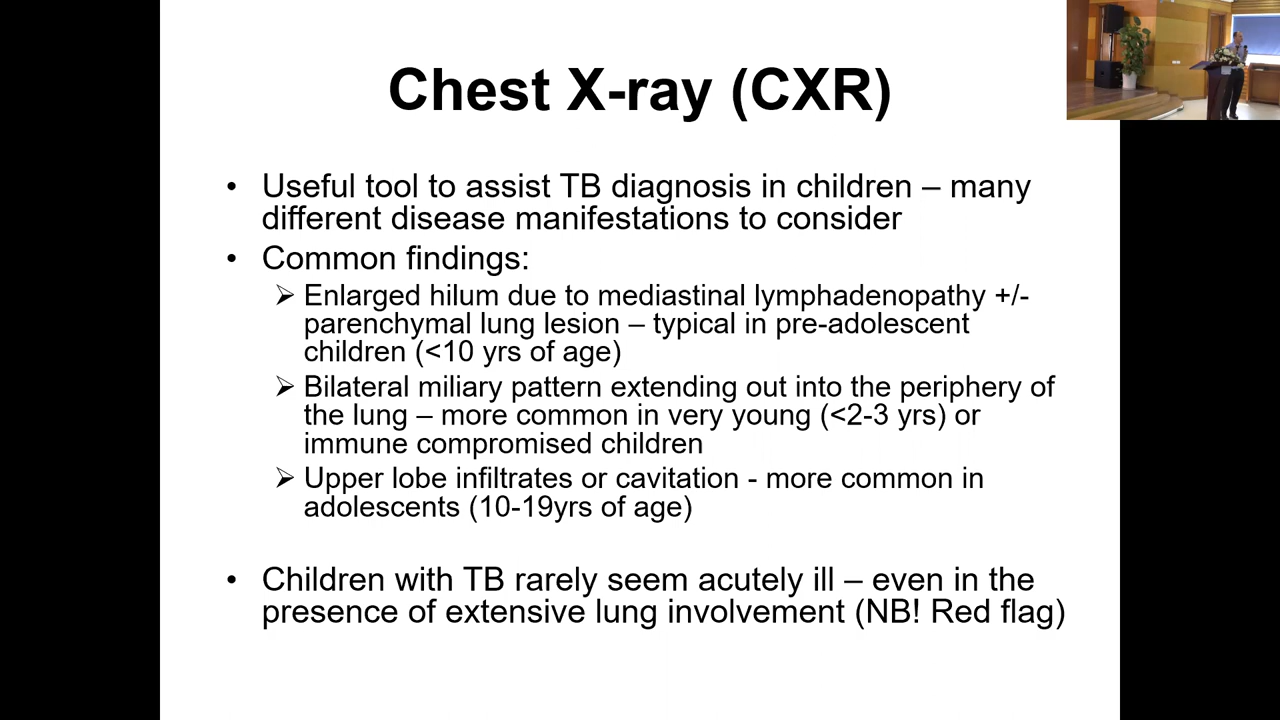 Chest X-ray (CXR)
• Useful tool to assist TB diagnosis in children – many
different disease manifestations to consider
• Common findings:
➢ Enlarged hilum due to mediastinal lymphadenopathy +/-
parenchymal lung lesion – typical in pre-adolescent
children (<10 yrs of age)
➢ Bilateral miliary pattern extending out into the periphery of
the lung – more common in very young (<2-3 yrs) or
immune compromised children
➢ Upper lobe infiltrates or cavitation - more common in
adolescents (10-19yrs of age)
• Children with TB rarely seem acutely ill – even in the
presence of extensive lung involvement (NB! Red flag)